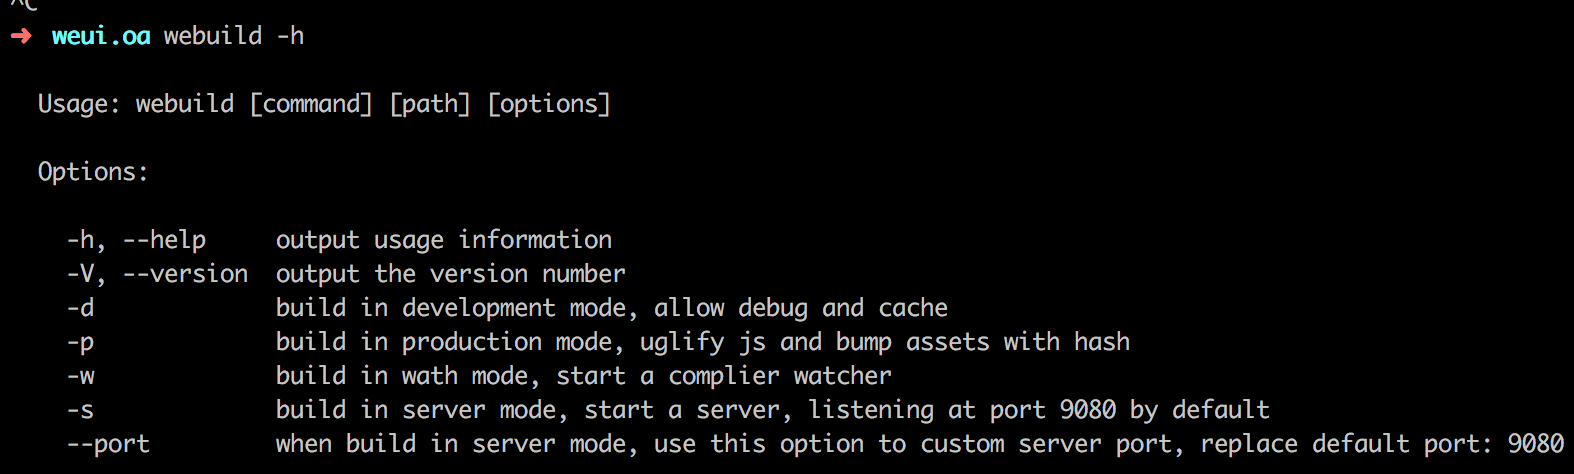 ^C
➜ weui.oa webuild -h
Usage: webuild [command] [path] [options]
Options:
-h, --help output usage information
-V, --version output the version number
-d build in development mode, allow debug and cache
-p build in production mode, uglify js and bump assets with hash
-w build in wath mode, start a complier watcher
-s build in server mode, start a server, listening at port 9080 by default
--port when build in server mode, use this option to custom server port, replace default port: 9080